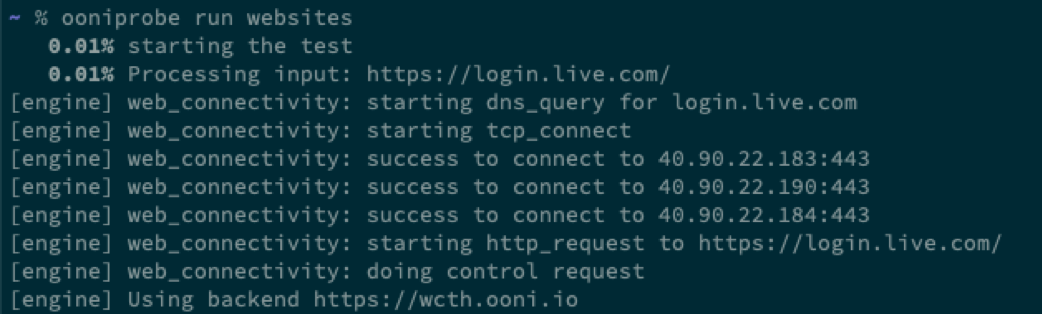 ~ % ooniprobe run websites
0.01% starting the test
0.01% Processing input: https://login.live.com/
[engine] web_connectivity: starting dns_query for login.live.com
[engine] web_connectivity: starting tcp_connect
[engine] web_connectivity: success to connect to 40.90.22.183:443
[engine] web_connectivity: success to connect to 40.90.22.190:443
[engine] web_connectivity: success to connect to 40.90.22.184:443
[engine] web_connectivity: starting http_request to https://login.live.com/
[engine] web_connectivity: doing control request
[engine] Using backend https://wcth.ooni.io